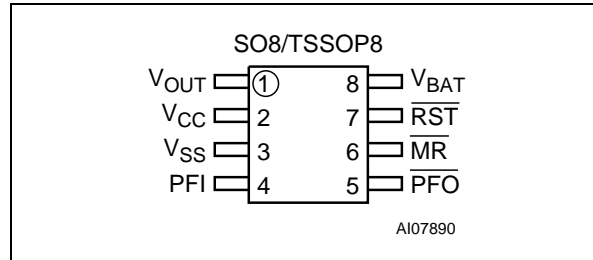 SO8/TSSOP8
VOUT 1 8 VBAT
VCC 2 7 RST
VSS 3 6 MR
PFI 4 5 PFO
AI07890